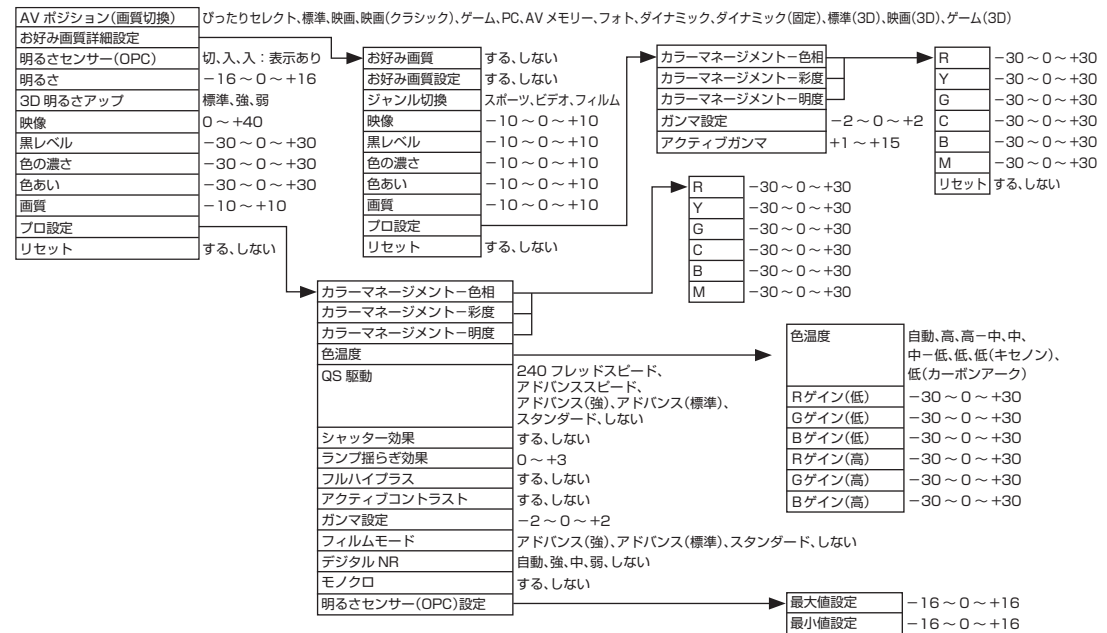 AV ポジション(画質切換) ぴったりセレクト、標準、映画、映画(クラシック)、ゲーム、PC、AV メモリー、フォト、ダイナミック、ダイナミック(固定)、標準(3D)、映画(3D)、ゲーム(3D)
お好み画質詳細設定
明るさセンサー(OPC) 切、入、入：表示あり
明るさ −16～0～+16
3D 明るさアップ 標準、強、弱
映像 0～+40
黒レベル −30～0～+30
色の濃さ −30～0～+30
色あい −30～0～+30
画質 −10～+10
プロ設定
リセット する、しない
お好み画質 する、しない
お好み画質設定 する、しない
ジャンル切換 スポーツ、ビデオ、フィルム
映像 −10～0～+10
黒レベル −10～0～+10
色の濃さ −10～0～+10
色あい −10～0～+10
画質 −10～0～+10
プロ設定
リセット する、しない
カラーマネージメント−色相
カラーマネージメント−彩度
カラーマネージメント−明度
ガンマ設定 −2～0～+2
アクティブガンマ +1～+15
R −30～0～+30
Y −30～0～+30
G −30～0～+30
C −30～0～+30
B −30～0～+30
M −30～0～+30
リセット する、しない
R −30～0～+30
Y −30～0～+30
G −30～0～+30
C −30～0～+30
B −30～0～+30
M −30～0～+30
カラーマネージメント−色相
カラーマネージメント−彩度
カラーマネージメント−明度
色温度
QS 駆動 240 フレッドスピード、
アドバンススピード、
アドバンス(強)、アドバンス(標準)、
スタンダード、しない
シャッター効果 する、しない
ランプ揺らぎ効果 0～+3
フルハイプラス する、しない
アクティブコントラスト する、しない
ガンマ設定 −2～0～+2
フィルムモード アドバンス(強)、アドバンス(標準)、スタンダード、しない
デジタル NR 自動、強、中、弱、しない
モノクロ する、しない
明るさセンサー(OPC)設定
色温度 自動、高、高−中、中、
中−低、低、低(キセノン)、
低(カーボンアーク)
Rゲイン(低) −30～0～+30
Gゲイン(低) −30～0～+30
Bゲイン(低) −30～0～+30
Rゲイン(高) −30～0～+30
Gゲイン(高) −30～0～+30
Bゲイン(高) −30～0～+30
最大値設定 −16～0～+16
最小値設定 −16～0～+16